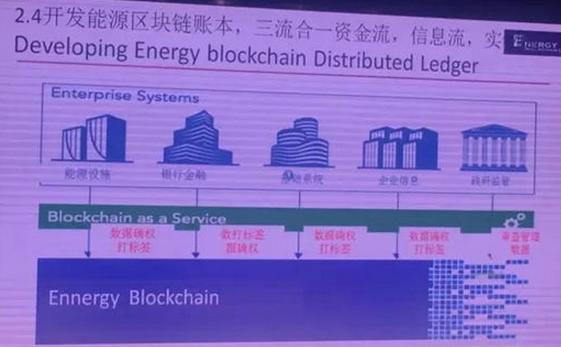 2.4开发能源区块链账本，三流合一资金流，信息流，实
ENERGY
Developing Energy blockchain Distributed Ledger
Enterprise Systems
能源设施 银行金融 基础系统 企业信息 政府监管
Blockchain as a Service
数据确权 数打标签 数据确权 数据确权 审查管理
打标签 据确权 打标签 打标签 数据
Ennergy Blockchain